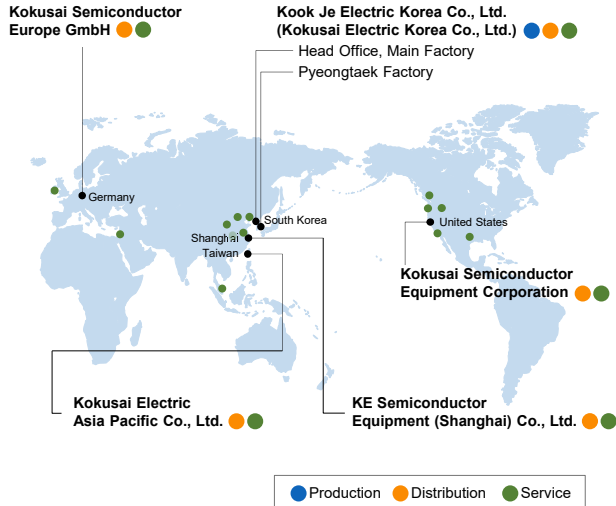 Kokusai Semiconductor
Europe GmbH
Kook Je Electric Korea Co., Ltd.
(Kokusai Electric Korea Co., Ltd.)
Head Office, Main Factory
Pyeongtaek Factory
Germany
South Korea
Shanghai
Taiwan
United States
Kokusai Semiconductor
Equipment Corporation
Kokusai Electric
Asia Pacific Co., Ltd.
KE Semiconductor
Equipment (Shanghai) Co., Ltd.
Production Distribution Service